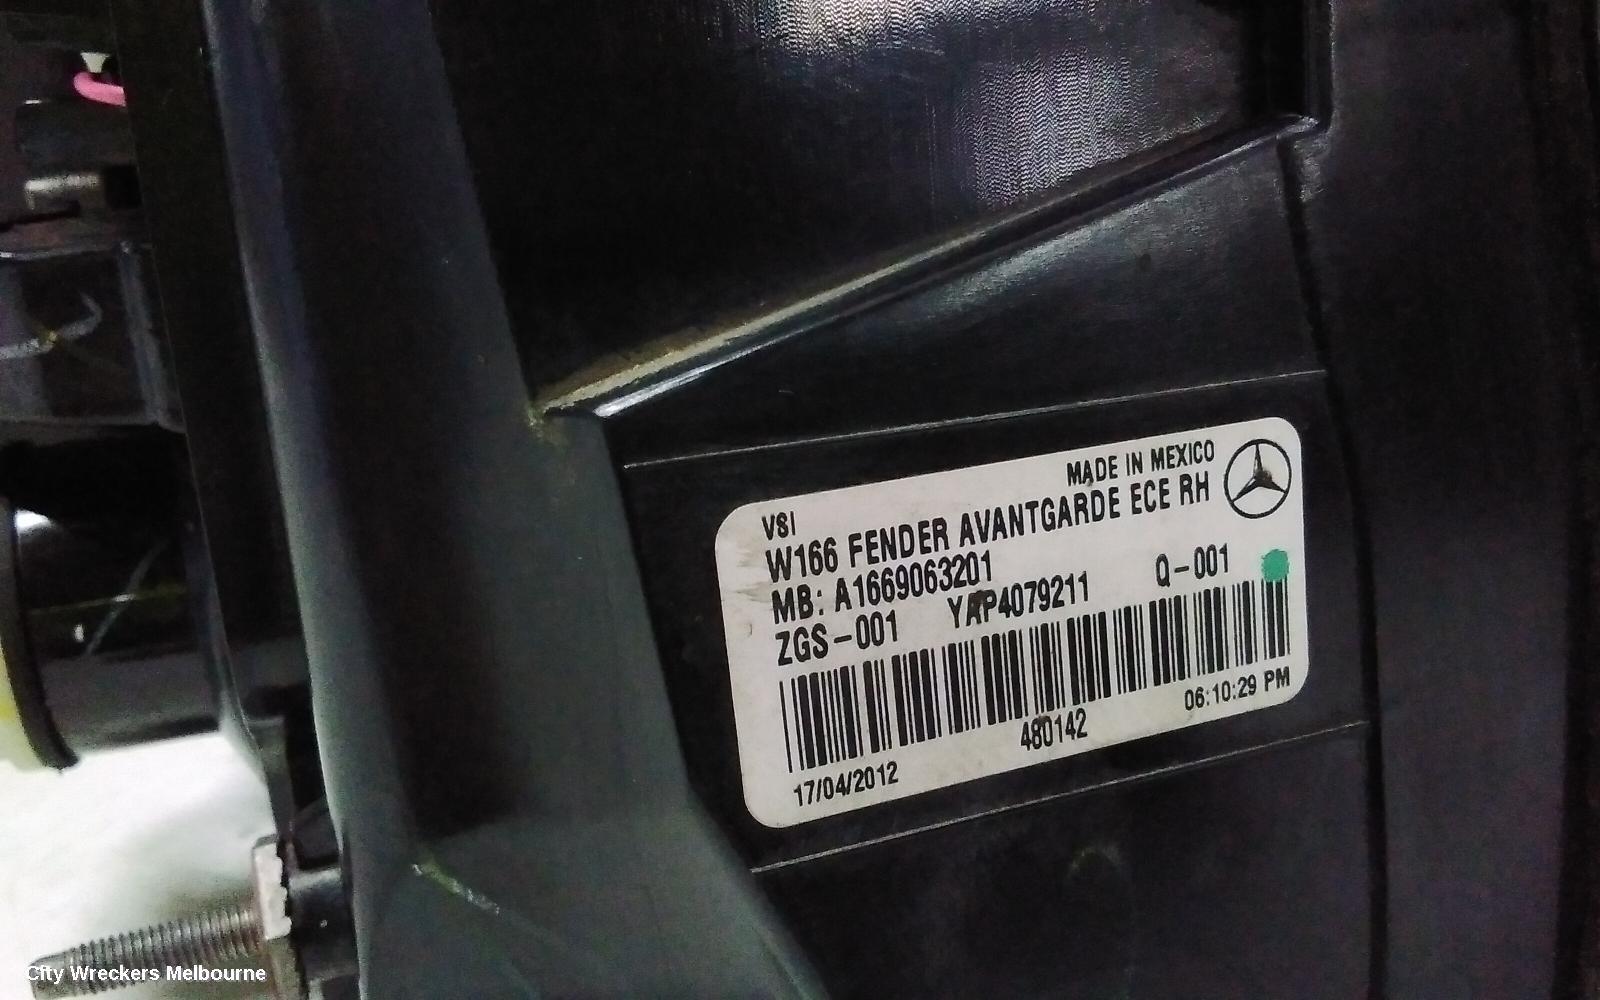 MADE IN MEXICO
VSI
W166 FENDER AVANTGARDE ECE RH
MB: A1669063201
ZGS-001 YAP4079211 Q-001
480142
17/04/2012 06:10:29 PM
City Wreckers Melbourne